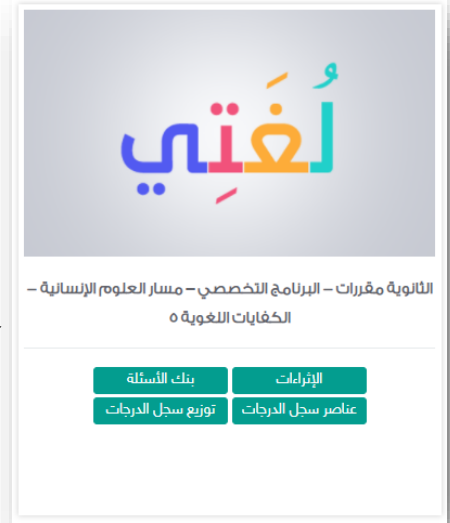 لُغَتِي
الثانوية مقررات – البرنامج التخصصي – مسار العلوم الإنسانية –
الكفايات اللغوية ٥
الإثراءات
بنك الأسئلة
عناصر سجل الدرجات
توزيع سجل الدرجات